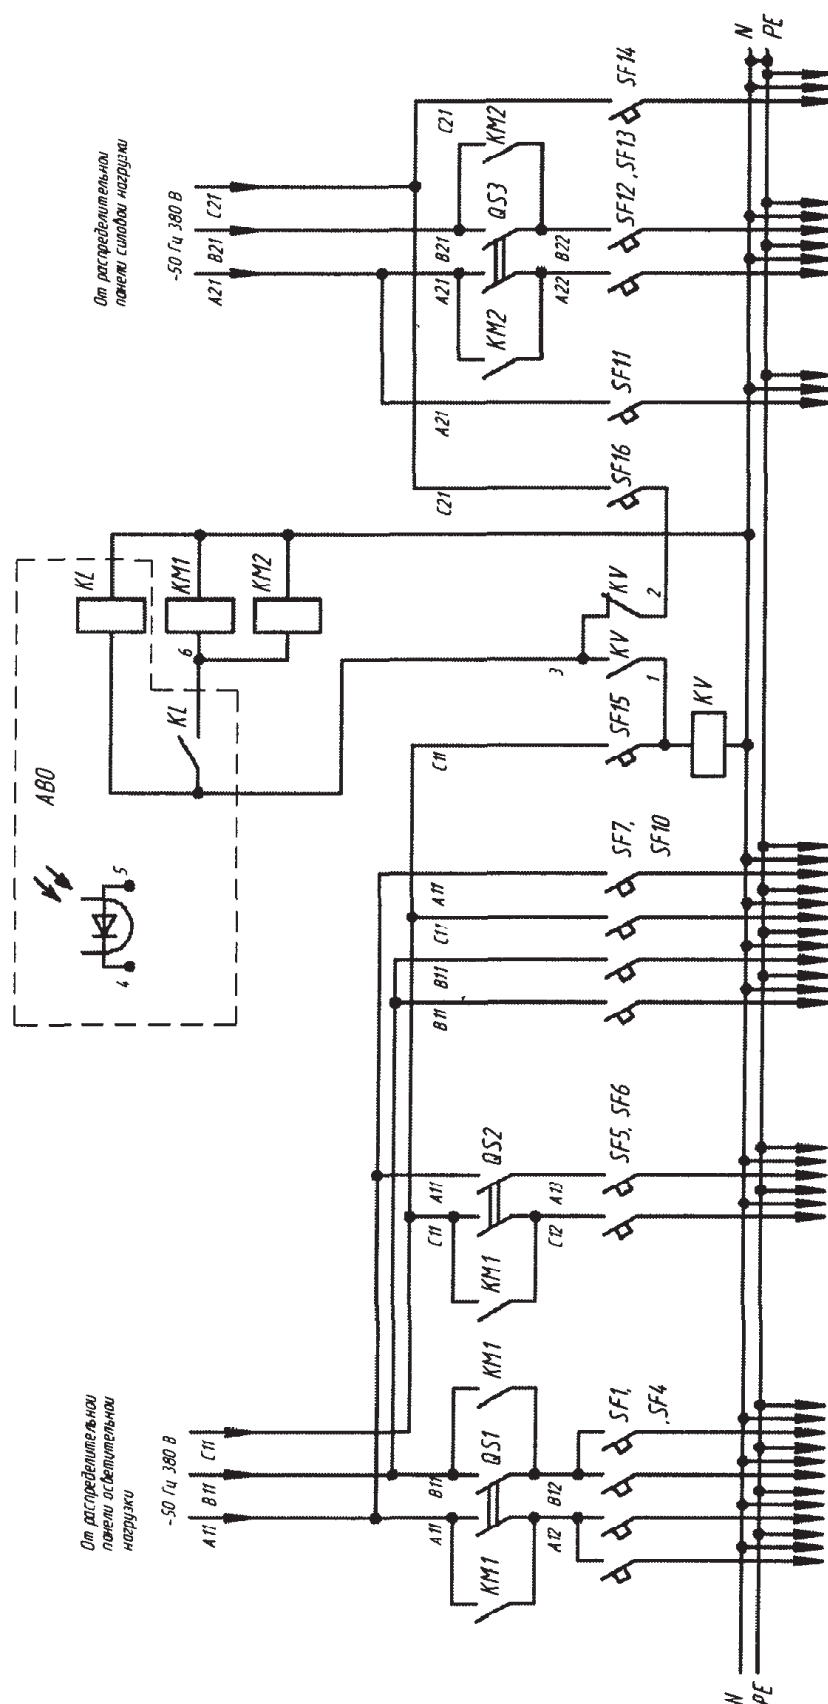 От распределительной
панели осветительной
нагрузки
~50 Гц 380 В
A11
B11
C11
От распределительной
панели силовой нагрузки
~50 Гц 380 В
A21
B21
C21
АВО
4
5
KL
KL
KM1
KM2
6
KM1
A11
QS1
B11
KM1
A12
B12
SF1,
SF4
KM1
C11
QS2
A11
C12
A13
SF5, SF6
B11
B11
C11
A11
SF7,
SF10
C11
SF15
KV
1
3
KV
KV
2
C21
SF16
A21
SF11
KM2
A21
QS3
B21
KM2
A22
B22
SF12, SF13
C21
SF14
N
PE
N
PE